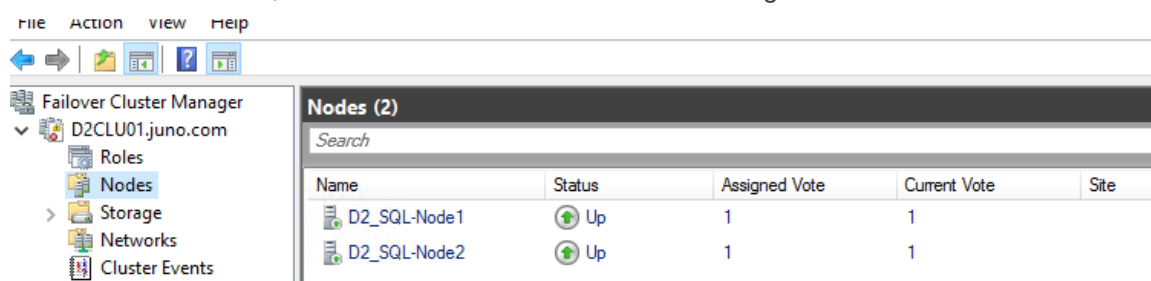 File Action View Help
Failover Cluster Manager
D2CLU01.juno.com
Roles
Nodes
Storage
Networks
Cluster Events
Nodes (2)
Search
Name Status Assigned Vote Current Vote Site
D2_SQL-Node1 Up 1 1
D2_SQL-Node2 Up 1 1